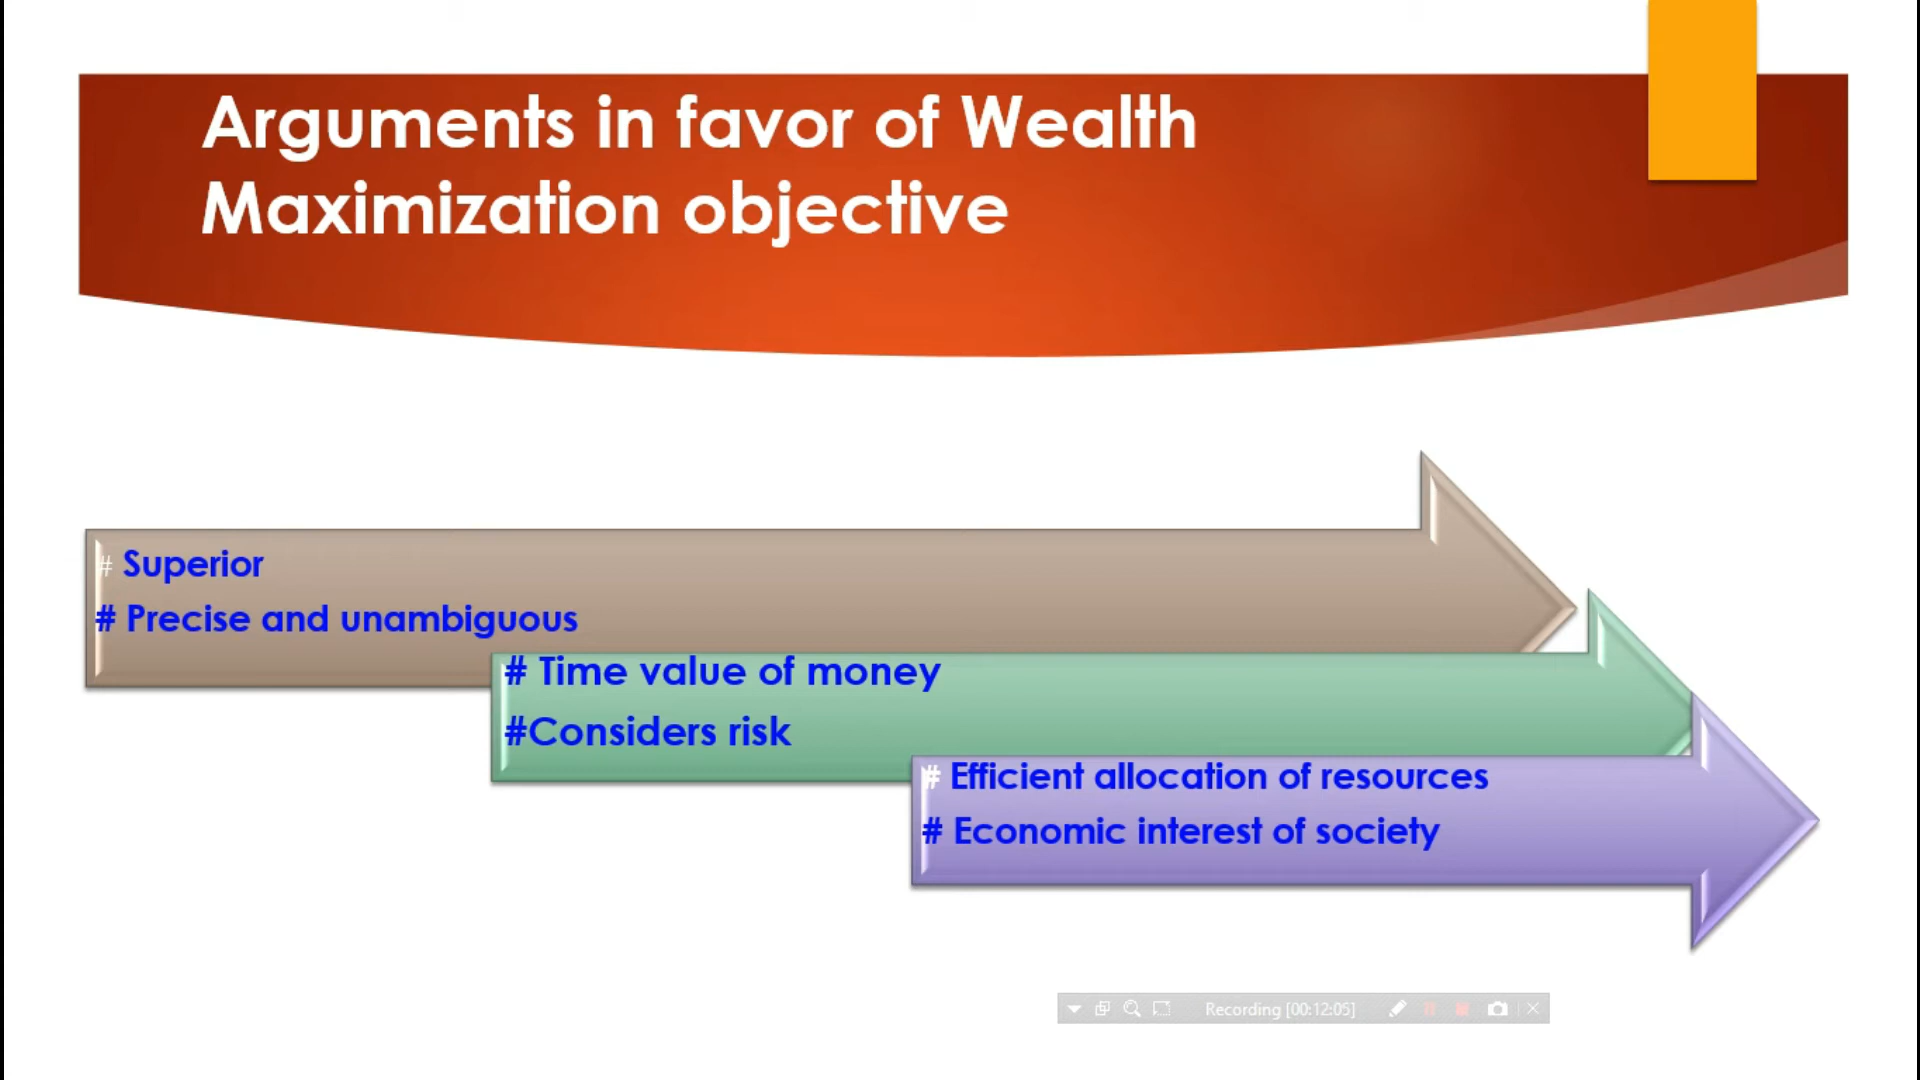 Arguments in favor of Wealth
Maximization objective
# Superior
# Precise and unambiguous
# Time value of money
#Considers risk
# Efficient allocation of resources
# Economic interest of society
Recording [00:12:05]